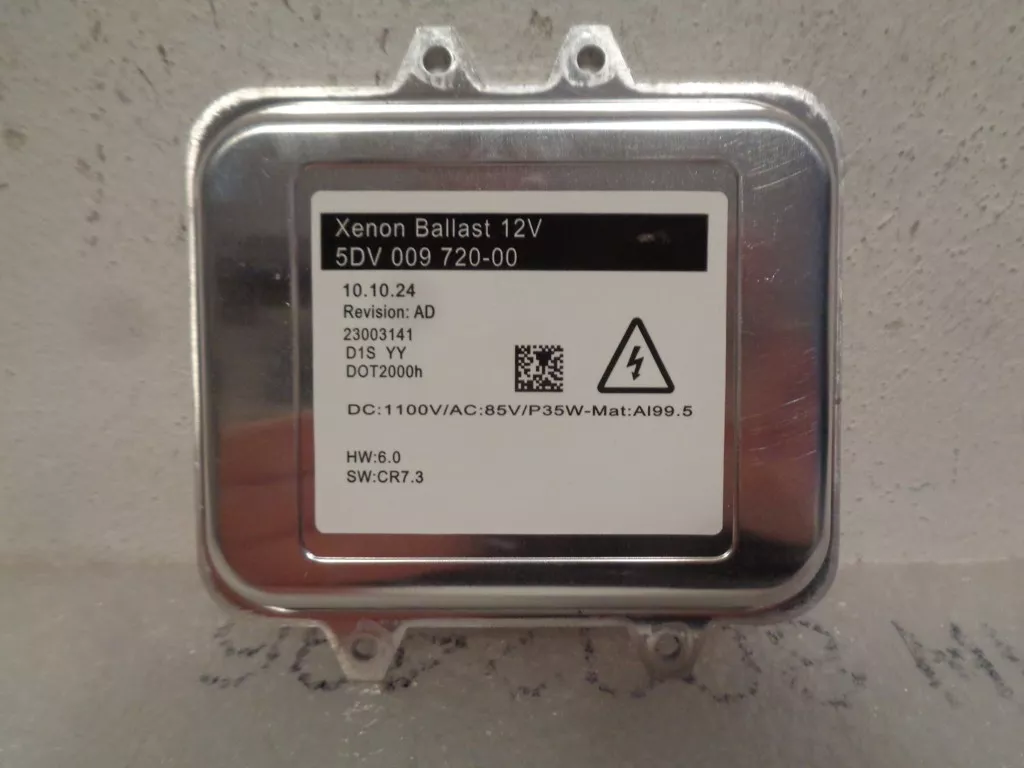 Xenon Ballast 12V
5DV 009 720-00
10.10.24
Revision: AD
23003141
D1S YY
DOT2000h
DC:1100V/AC:85V/P35W-Mat:Al99.5
HW:6.0
SW:CR7.3